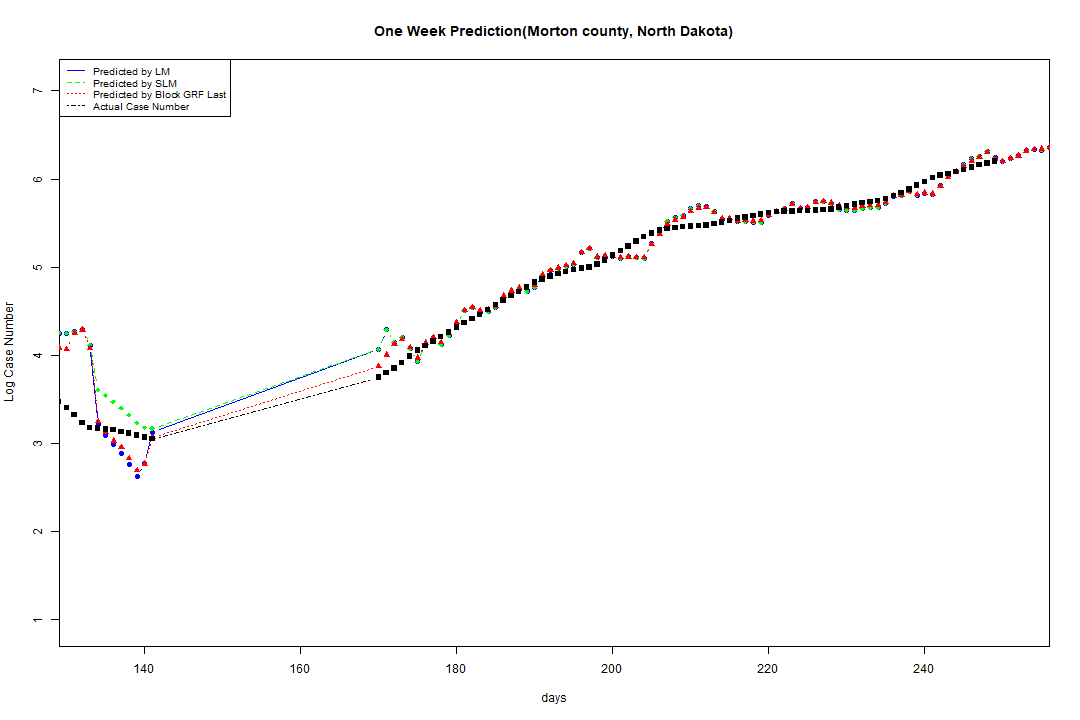 One Week Prediction(Morton county, North Dakota)
Predicted by LM
Predicted by SLM
Predicted by Block GRF Last
Actual Case Number
Log Case Number
7
6
5
4
3
2
1
140 160 180 200 220 240
days